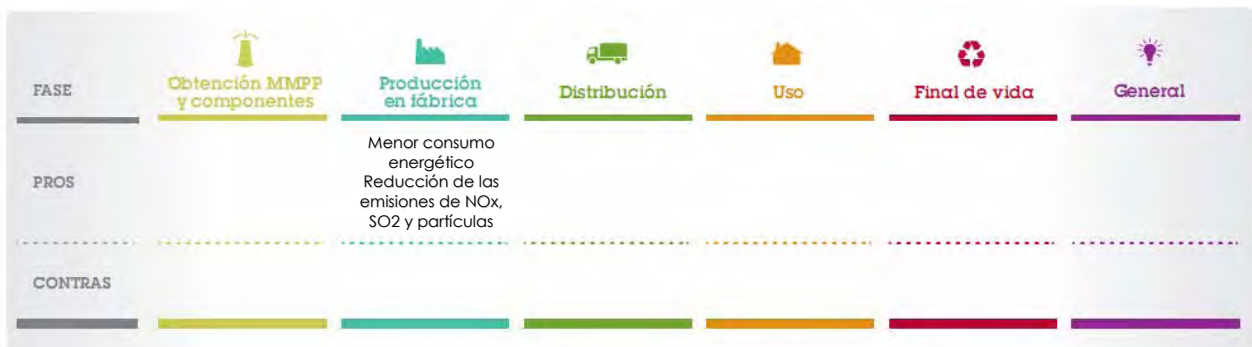 FASE
Obtención MMPP
y componentes
Producción
en fábrica
Distribución
Uso
Final de vida
General
PROS
Menor consumo
energético
Reducción de las
emisiones de NOx,
SO2 y partículas
CONTRAS